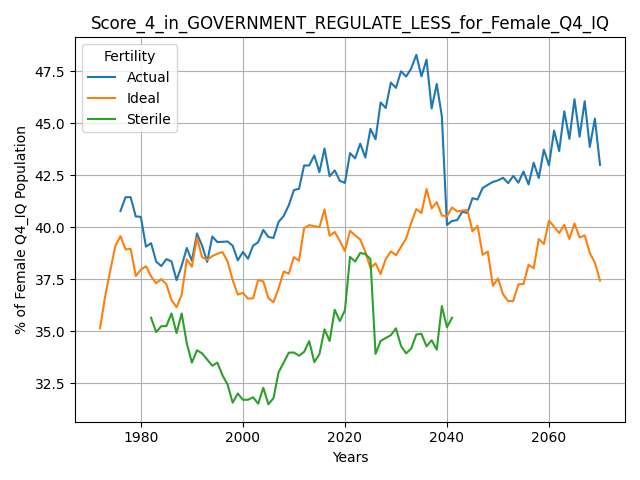 Score_4_in_GOVERNMENT_REGULATE_LESS_for_Female_Q4_IQ
Fertility
Actual
Ideal
Sterile
% of Female Q4_IQ Population
47.5
45.0
42.5
40.0
37.5
35.0
32.5
1980
2000
2020
2040
2060
Years